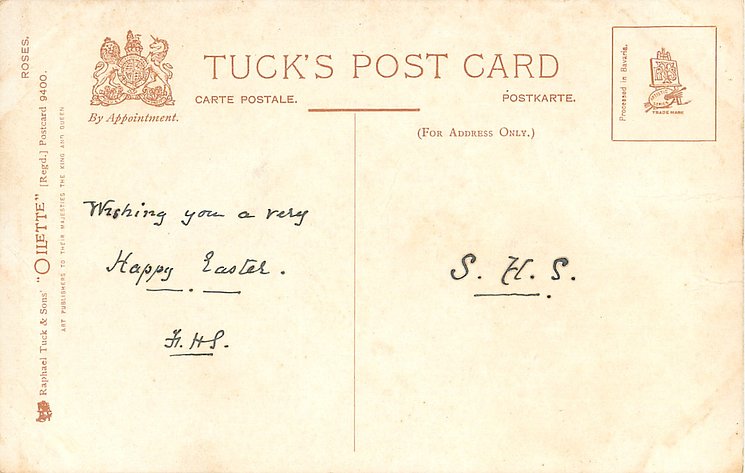 ROSES.
Raphael Tuck & Sons' "OILETTE" [Regd.] Postcard 9400.
ART PUBLISHERS TO THEIR MAJESTIES THE KING AND QUEEN
By Appointment.
TUCK'S POST CARD
CARTE POSTALE.
POSTKARTE.
(For Address Only.)
Processed in Bavaria.
TRADE MARK
Wishing you a very
Happy Easter.
F. HS.
S. H. S.